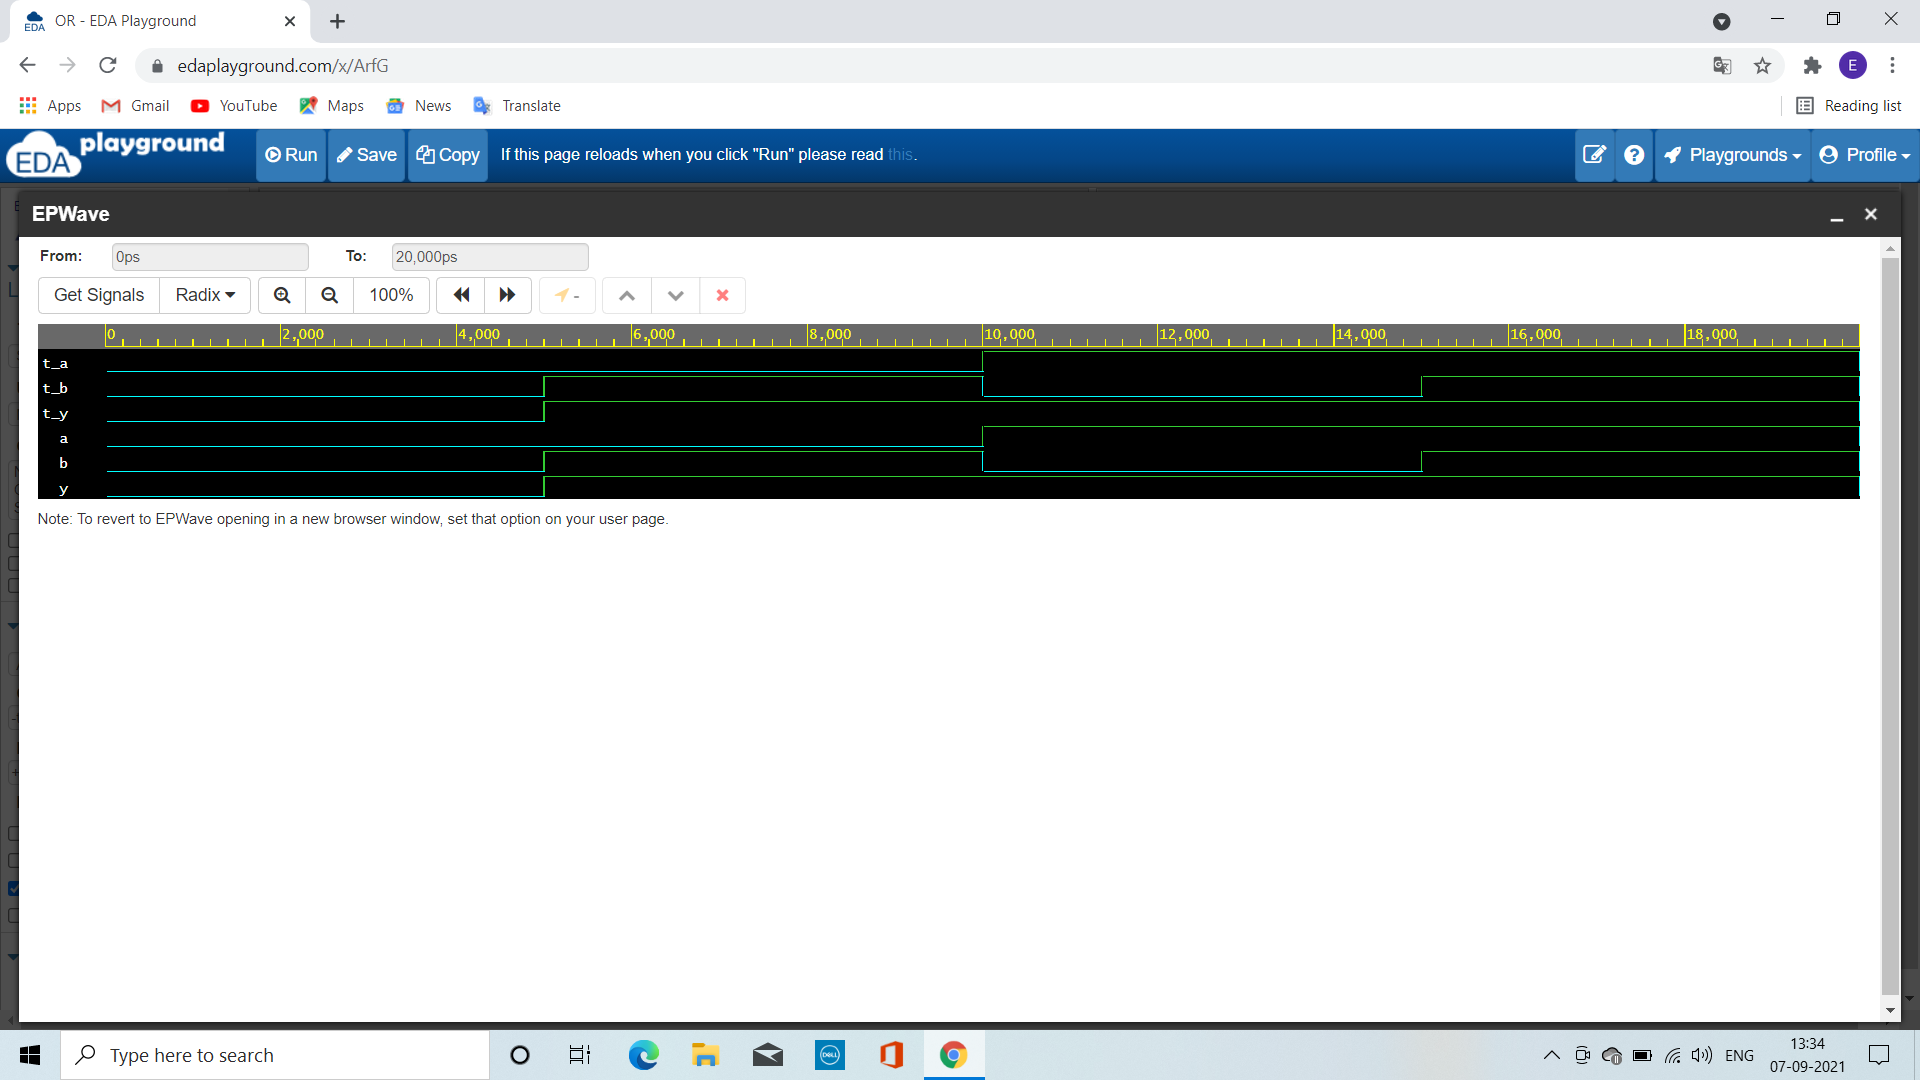 OR - EDA Playground
edaplayground.com/x/ArfG
E
Apps Gmail YouTube Maps News Translate Reading list
EDA playground Run Save Copy If this page reloads when you click "Run" please read this. Playgrounds Profile
EPWave
From: 0ps To: 20,000ps
Get Signals Radix 100% -
0 2,000 4,000 6,000 8,000 10,000 12,000 14,000 16,000 18,000
t_a
t_b
t_y
a
b
y
Note: To revert to EPWave opening in a new browser window, set that option on your user page.
Type here to search DELL ENG 13:34
07-09-2021